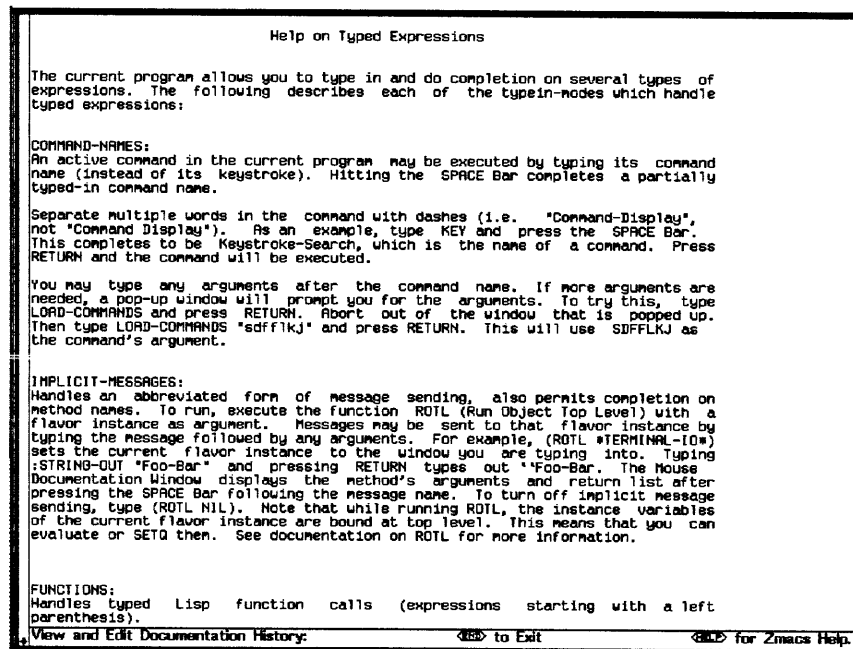 Help on Typed Expressions
The current program allows you to type in and do completion on several types of
expressions. The following describes each of the typein-modes which handle
typed expressions:
COMMAND-NAMES:
An active command in the current program may be executed by typing its command
name (instead of its keystroke). Hitting the SPACE Bar completes a partially
typed-in command name.
Separate multiple words in the command with dashes (i.e. "Command-Display",
not "Command Display"). As an example, type KEY and press the SPACE Bar.
This completes to be Keystroke-Search, which is the name of a command. Press
RETURN and the command will be executed.
You may type any arguments after the command name. If more arguments are
needed, a pop-up window will prompt you for the arguments. To try this, type
LOAD-COMMANDS and press RETURN. Abort out of the window that is popped up.
Then type LOAD-COMMANDS "sdfflkj" and press RETURN. This will use SDFFLKJ as
the command's argument.
IMPLICIT-MESSAGES:
Handles an abbreviated form of message sending, also permits completion on
method names. To run, execute the function ROTL (Run Object Top Level) with a
flavor instance as argument. Messages may be sent to that flavor instance by
typing the message followed by any arguments. For example, (ROTL *TERMINAL-IO*)
sets the current flavor instance to the window you are typing into. Typing
:STRING-OUT "Foo-Bar" and pressing RETURN types out ''Foo-Bar. The Mouse
Documentation Window displays the method's arguments and return list after
pressing the SPACE Bar following the message name. To turn off implicit message
sending, type (ROTL NIL). Note that while running ROTL, the instance variables
of the current flavor instance are bound at top level. This means that you can
evaluate or SETQ them. See documentation on ROTL for more information.
FUNCTIONS:
Handles typed Lisp function calls (expressions starting with a left
parenthesis).
View and Edit Documentation History: <END> to Exit <HELP> for Zmacs Help.